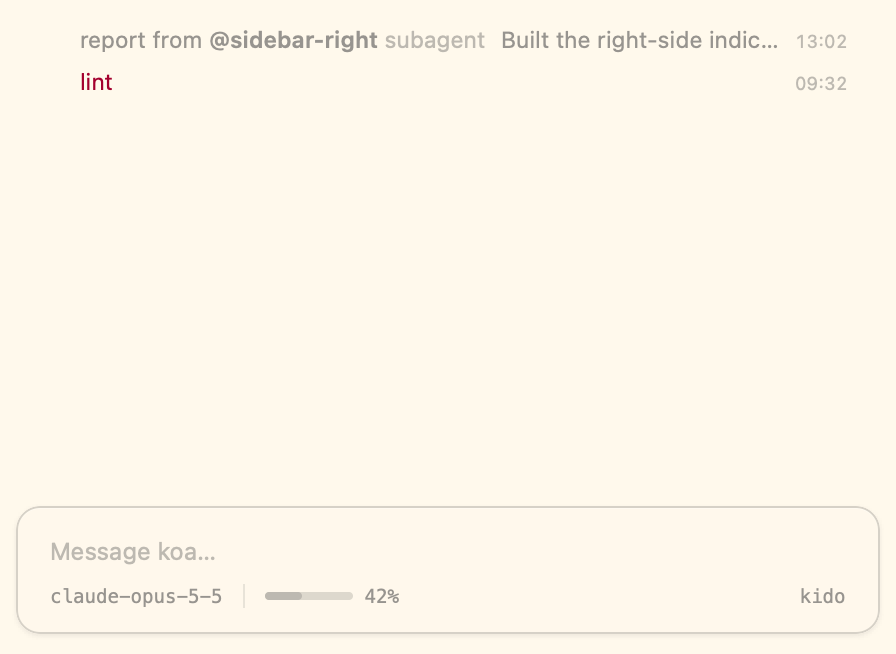 report from @sidebar-right subagent Built the right-side indic... 13:02
lint 09:32
Message koa...
claude-opus-5-5 42% kido